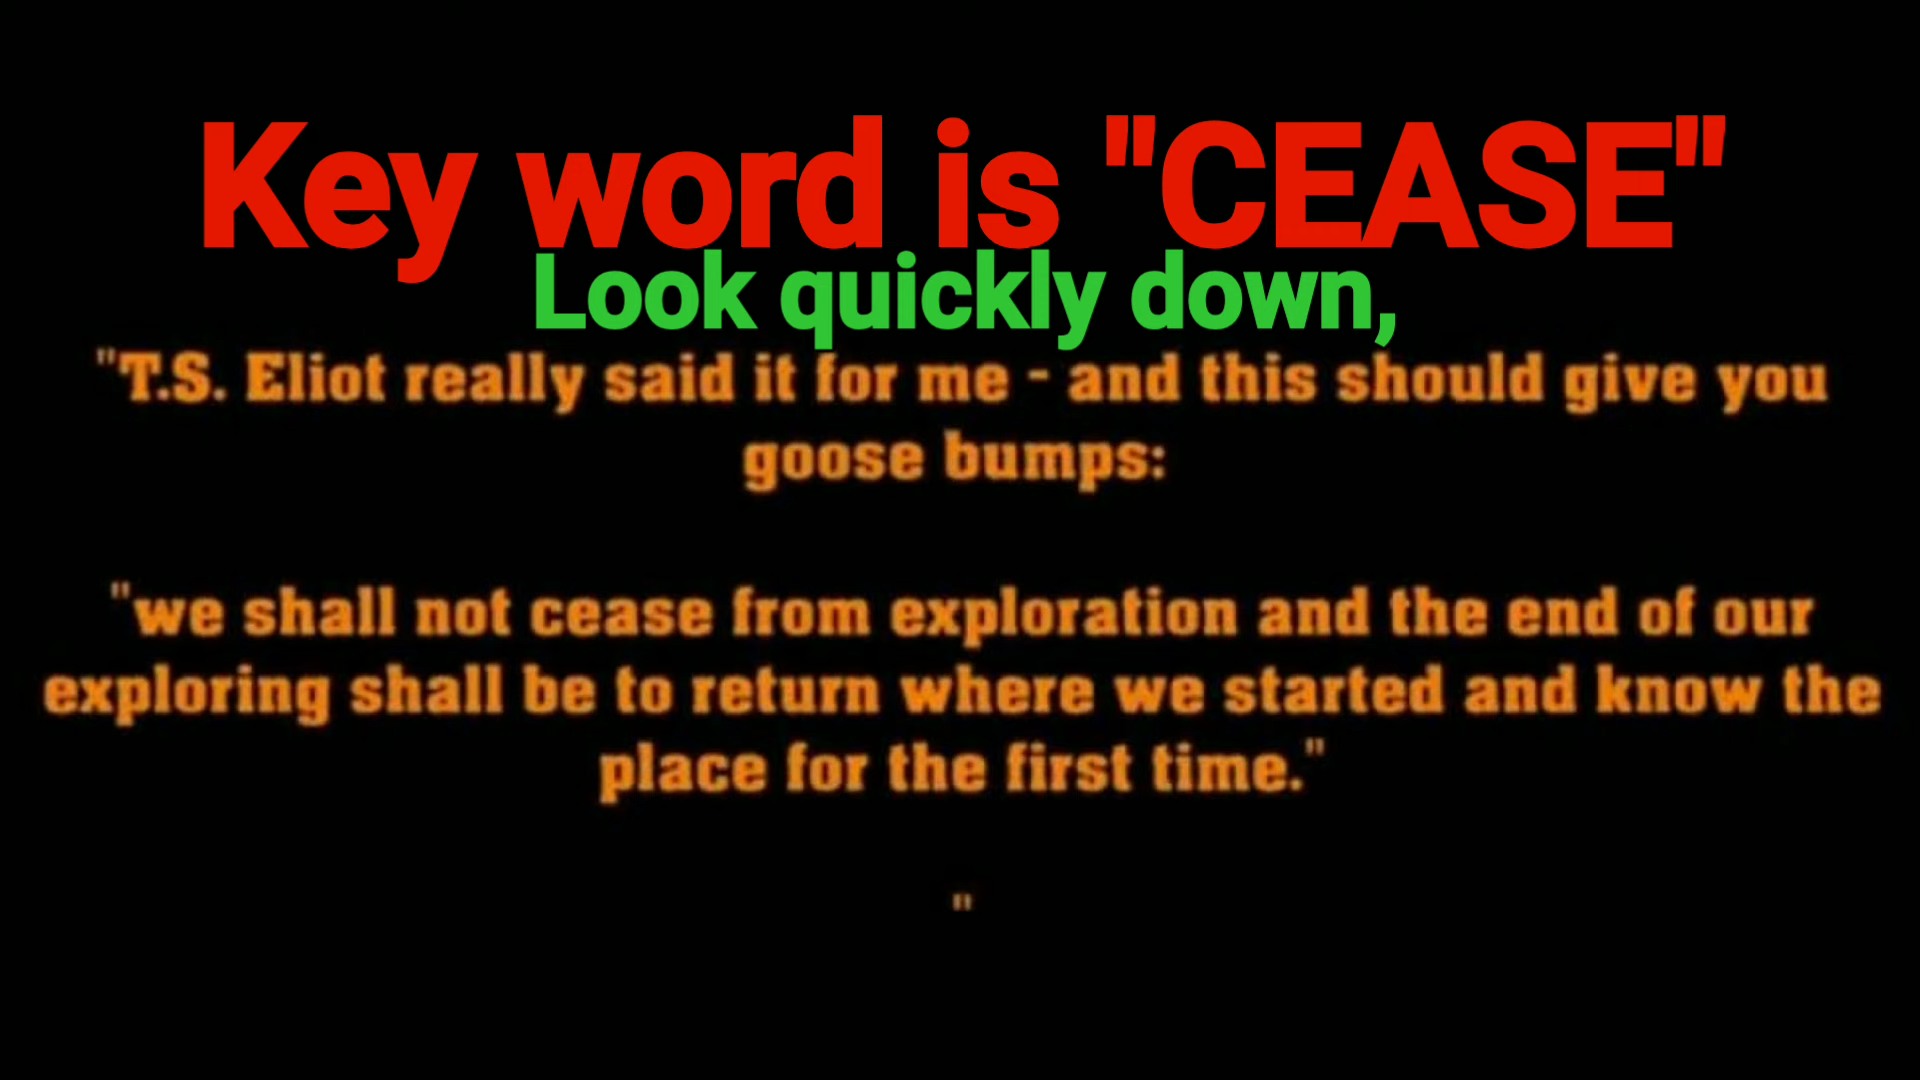 Key word is "CEASE"
Look quickly down,
"T.S. Eliot really said it for me - and this should give you
goose bumps:
"we shall not cease from exploration and the end of our
exploring shall be to return where we started and know the
place for the first time."
"